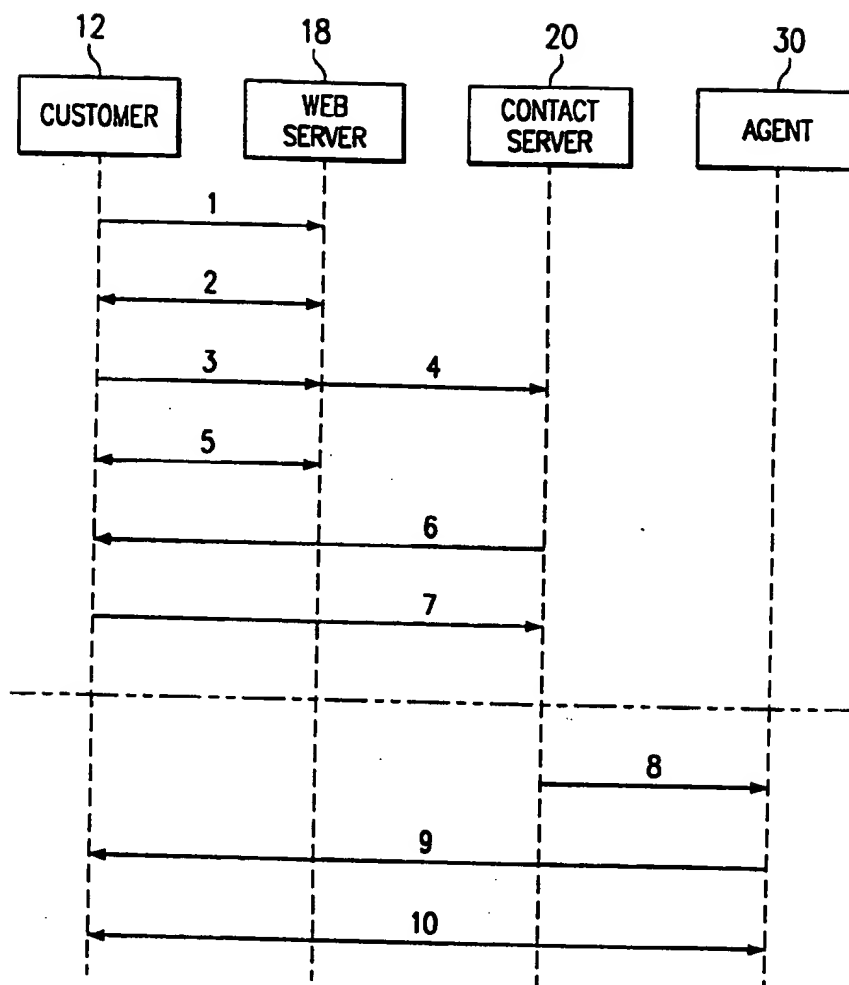 12 18 20 30
CUSTOMER
WEB
SERVER
CONTACT
SERVER
AGENT
1
2
3 4
5
6
7
8
9
10